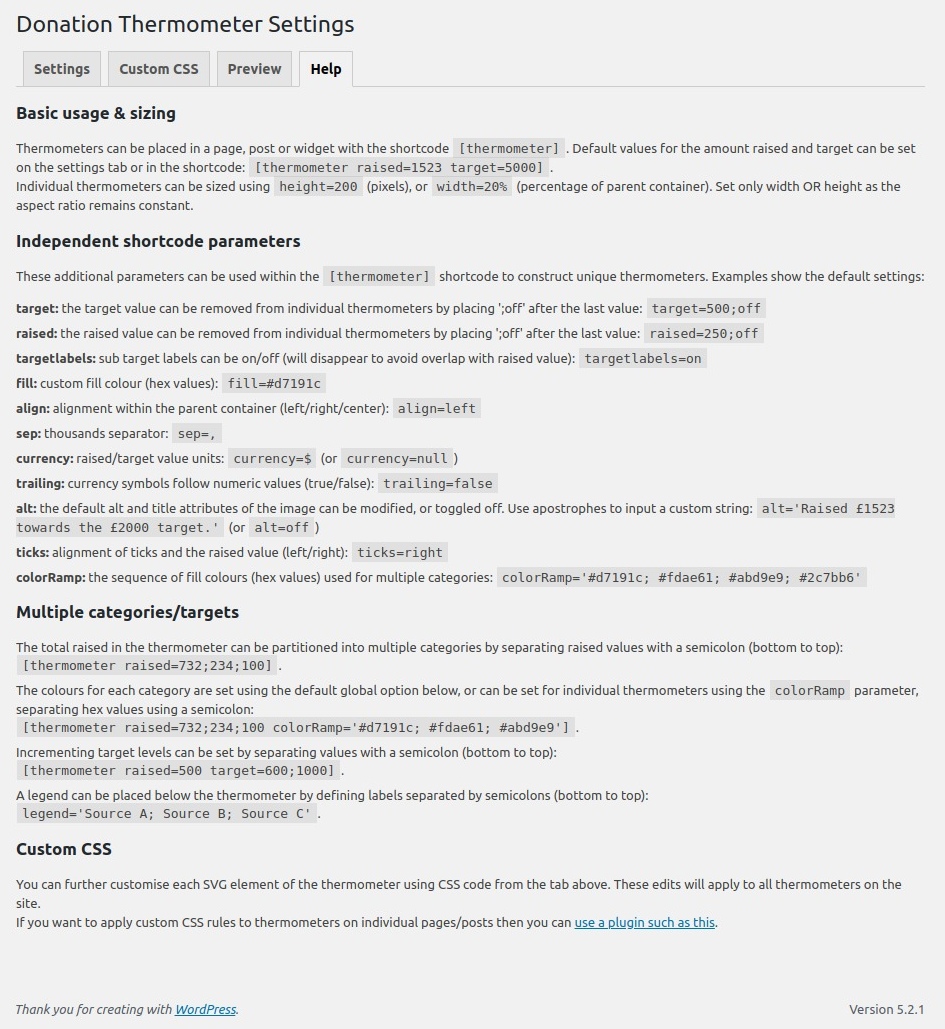 Donation Thermometer Settings
Settings Custom CSS Preview Help
Basic usage & sizing
Thermometers can be placed in a page, post or widget with the shortcode [thermometer] . Default values for the amount raised and target can be set
on the settings tab or in the shortcode: [thermometer raised=1523 target=5000] .
Individual thermometers can be sized using height=200 (pixels), or width=20% (percentage of parent container). Set only width OR height as the
aspect ratio remains constant.
Independent shortcode parameters
These additional parameters can be used within the [thermometer] shortcode to construct unique thermometers. Examples show the default settings:
target: the target value can be removed from individual thermometers by placing ';off' after the last value: target=500;off
raised: the raised value can be removed from individual thermometers by placing ';off' after the last value: raised=250;off
targetlabels: sub target labels can be on/off (will disappear to avoid overlap with raised value): targetlabels=on
fill: custom fill colour (hex values): fill=#d7191c
align: alignment within the parent container (left/right/center): align=left
sep: thousands separator: sep=,
currency: raised/target value units: currency=$ (or currency=null )
trailing: currency symbols follow numeric values (true/false): trailing=false
alt: the default alt and title attributes of the image can be modified, or toggled off. Use apostrophes to input a custom string: alt='Raised £1523
towards the £2000 target.' (or alt=off )
ticks: alignment of ticks and the raised value (left/right): ticks=right
colorRamp: the sequence of fill colours (hex values) used for multiple categories: colorRamp='#d7191c; #fdae61; #abd9e9; #2c7bb6'
Multiple categories/targets
The total raised in the thermometer can be partitioned into multiple categories by separating raised values with a semicolon (bottom to top):
[thermometer raised=732;234;100] .
The colours for each category are set using the default global option below, or can be set for individual thermometers using the colorRamp parameter,
separating hex values using a semicolon:
[thermometer raised=732;234;100 colorRamp='#d7191c; #fdae61; #abd9e9'] .
Incrementing target levels can be set by separating values with a semicolon (bottom to top):
[thermometer raised=500 target=600;1000] .
A legend can be placed below the thermometer by defining labels separated by semicolons (bottom to top):
legend='Source A; Source B; Source C' .
Custom CSS
You can further customise each SVG element of the thermometer using CSS code from the tab above. These edits will apply to all thermometers on the
site.
If you want to apply custom CSS rules to thermometers on individual pages/posts then you can use a plugin such as this.
Thank you for creating with WordPress. Version 5.2.1